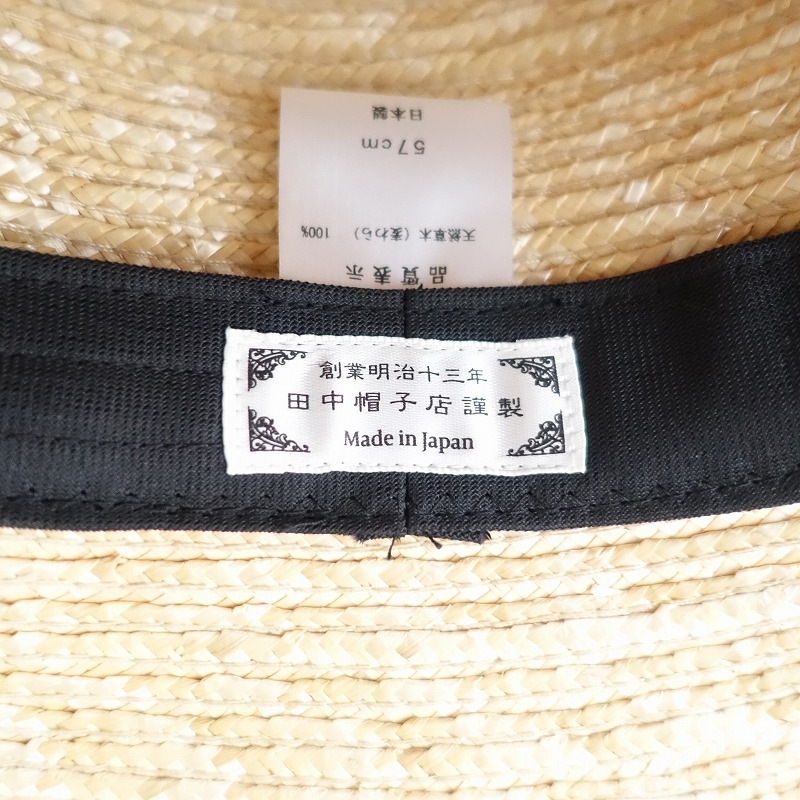 品質表示
天然草木(麦わら) 100%
57cm
日本製
創業明治十三年
田中帽子店謹製
Made in Japan